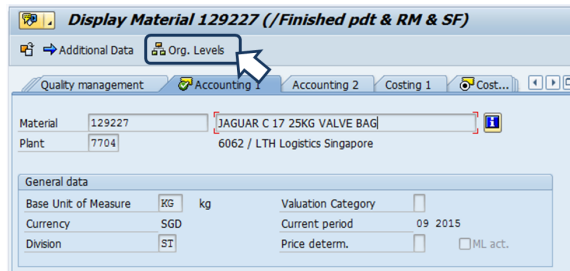 Display Material 129227 (/Finished pdt & RM & SF)
Additional Data Org. Levels
Quality management Accounting 1 Accounting 2 Costing 1 Cost...
Material 129227 JAGUAR C 17 25KG VALVE BAG
Plant 7704 6062 / LTH Logistics Singapore
General data
Base Unit of Measure KG kg Valuation Category
Currency SGD Current period 09 2015
Division ST Price determ. ML act.